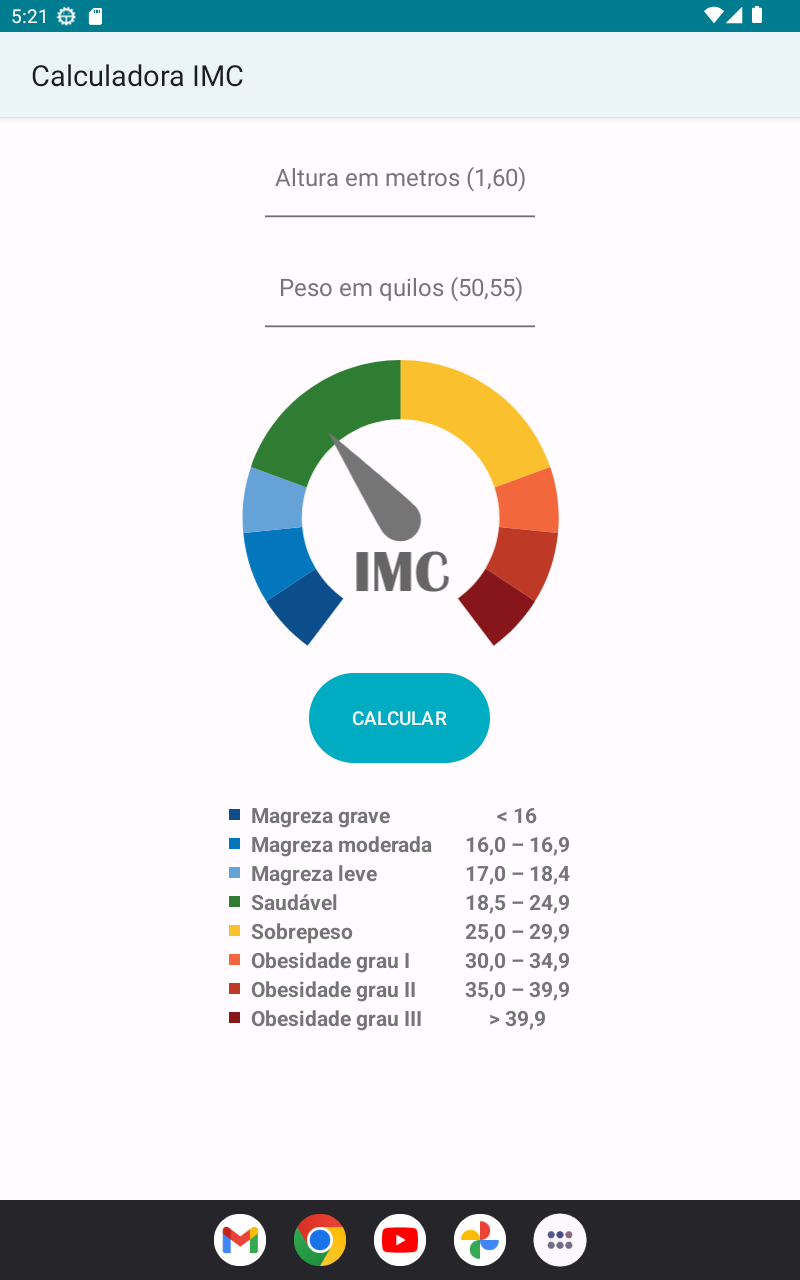 5:21
Calculadora IMC
Altura em metros (1,60)
Peso em quilos (50,55)
IMC
CALCULAR
Magreza grave < 16
Magreza moderada 16,0 – 16,9
Magreza leve 17,0 – 18,4
Saudável 18,5 – 24,9
Sobrepeso 25,0 – 29,9
Obesidade grau I 30,0 – 34,9
Obesidade grau II 35,0 – 39,9
Obesidade grau III > 39,9